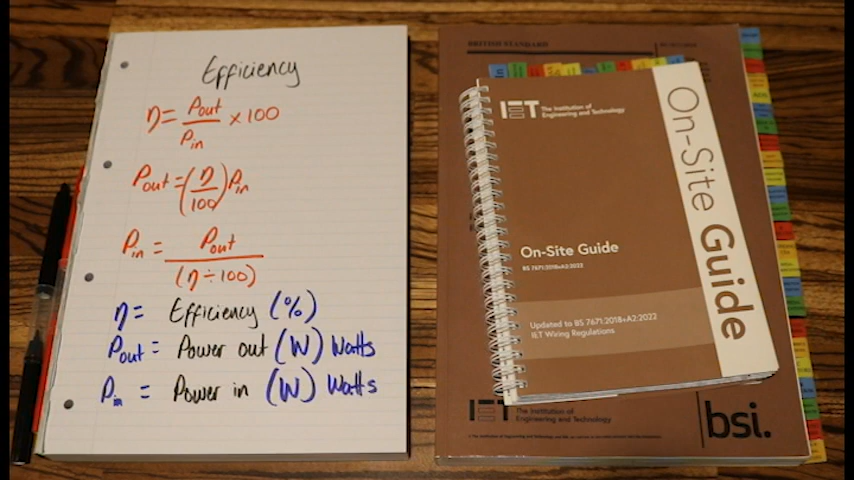 Efficiency
η = Pout / Pin × 100
Pout = (η / 100) Pin
Pin = Pout / (η ÷ 100)
η = Efficiency (%)
Pout = Power out (W) Watts
Pin = Power in (W) Watts
BRITISH STANDARD
IET The Institution of
Engineering and Technology
On-Site Guide
On-Site Guide
BS 7671:2018+A2:2022
Updated to BS 7671:2018+A2:2022
IET Wiring Regulations
IET The Institution of
Engineering and Technology
bsi.